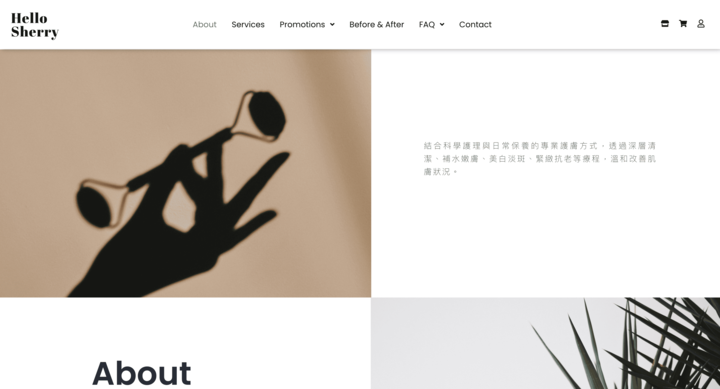 Hello
Sherry
About Services Promotions Before & After FAQ Contact
結合科學護理與日常保養的專業護膚方式，透過深層清
潔、補水嫩膚、美白淡斑、緊緻抗老等療程，溫和改善肌
膚狀況。
About